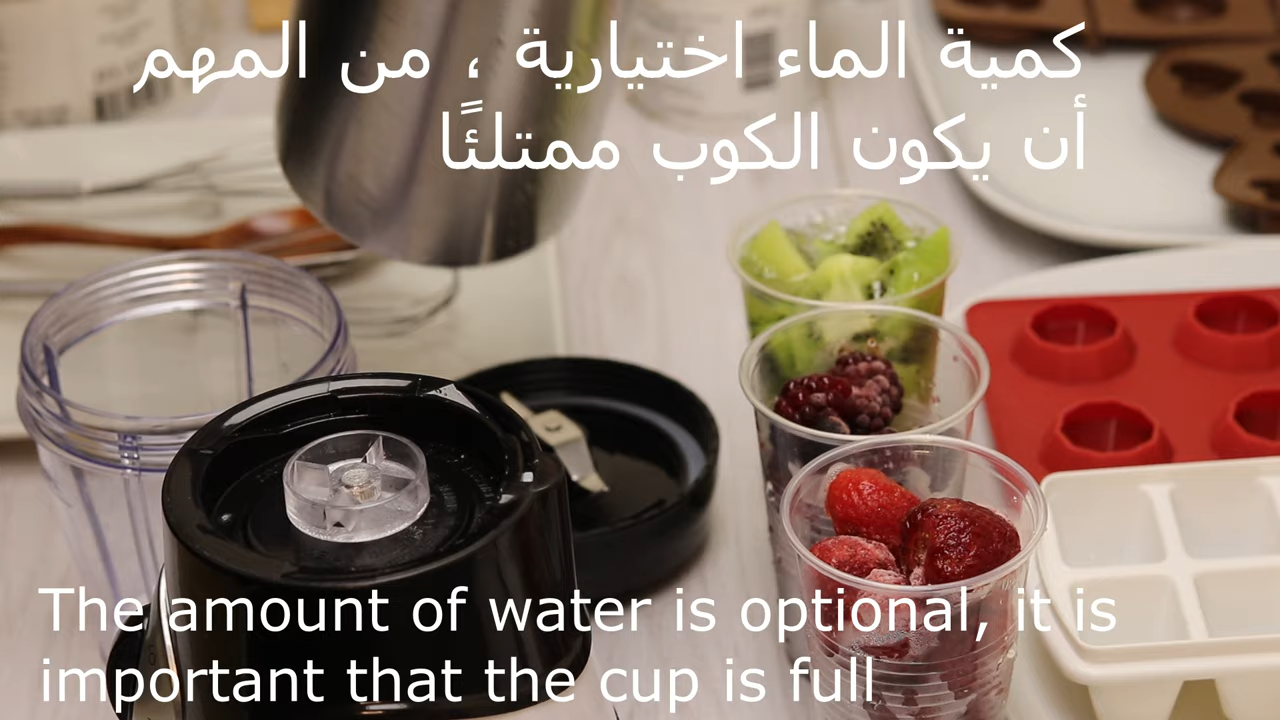 كمية الماء اختيارية ، من المهم
أن يكون الكوب ممتلئًا
The amount of water is optional, it is
important that the cup is full